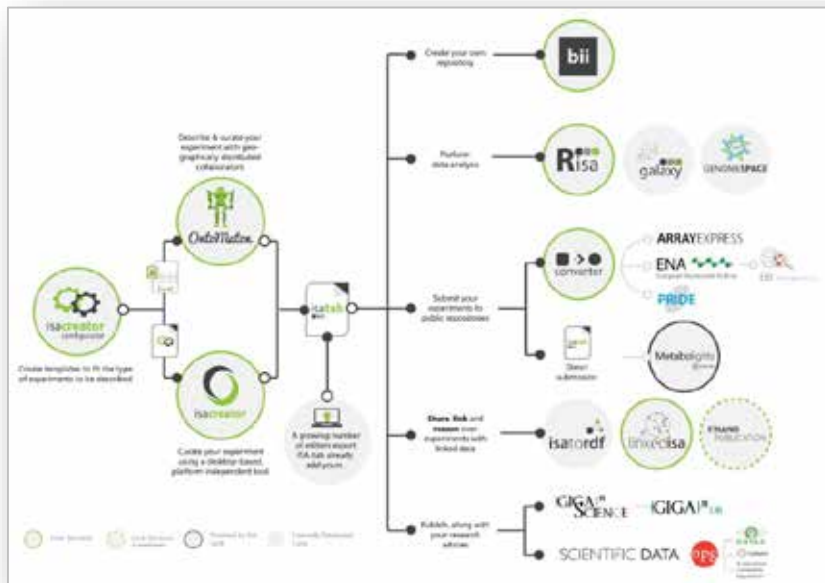 Create your own
repository
bii
Describe & curate your
experiment with geo-
graphically distributed
collaborators
OntoMaton
Perform
data analysis
Risa
galaxy
GENOMESPACE
isacreator
configurator
Create templates to fit the type
of experiments to be described
isatab
Submit your
experiments to
public repositories
converter
ARRAYEXPRESS
ENA
PRIDE
Direct
submission
Metabolights
isacreator
Curate your experiment
using a desktop-based,
platform independent tool
A growing number
of editors export
ISA-tab already
add yours
Share, link and
reason over
experiments with
linked data
isatordf
linkedisa
NANO
PUBLICATION
Publish, along with
your research
articles
GIGA SCIENCE
GIGA DB
SCIENTIFIC DATA
npg